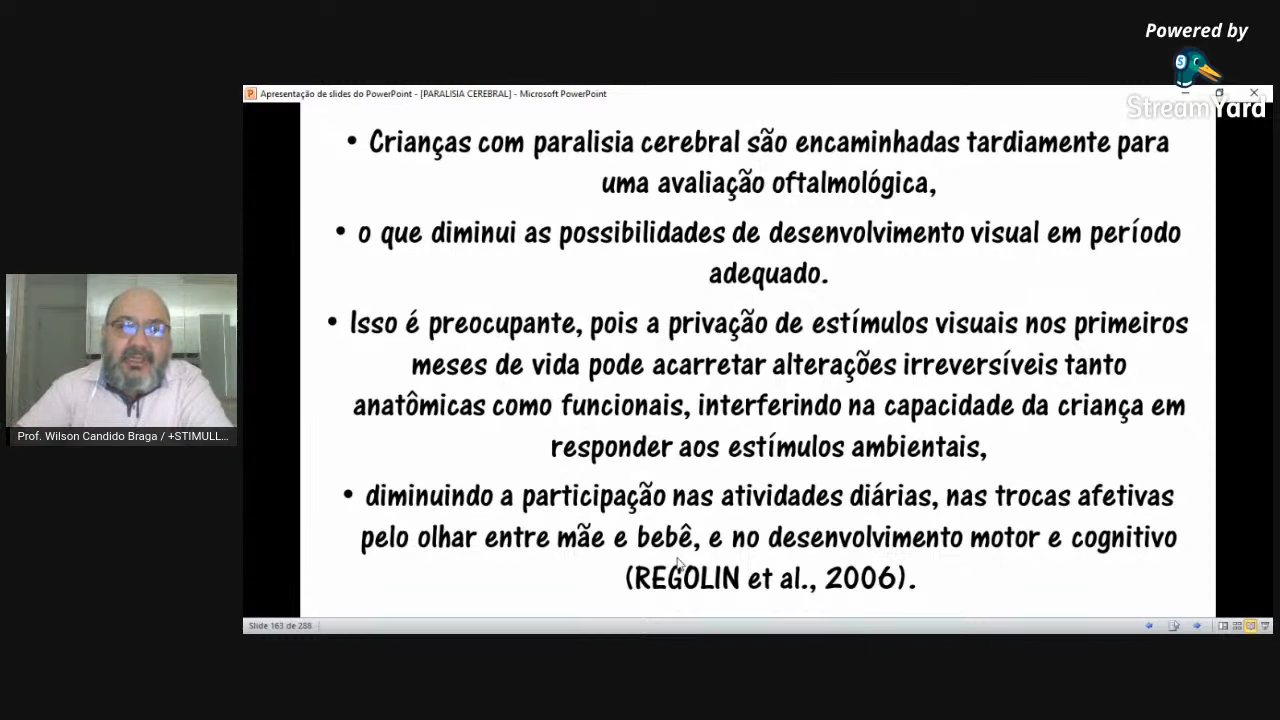 Powered by
StreamYard
Apresentação de slides do PowerPoint - [PARALISIA CEREBRAL] - Microsoft PowerPoint
• Crianças com paralisia cerebral são encaminhadas tardiamente para
uma avaliação oftalmológica,
• o que diminui as possibilidades de desenvolvimento visual em período
adequado.
• Isso é preocupante, pois a privação de estímulos visuais nos primeiros
meses de vida pode acarretar alterações irreversíveis tanto
anatômicas como funcionais, interferindo na capacidade da criança em
responder aos estímulos ambientais,
• diminuindo a participação nas atividades diárias, nas trocas afetivas
pelo olhar entre mãe e bebê, e no desenvolvimento motor e cognitivo
(REGOLIN et al., 2006).
Prof. Wilson Candido Braga / +STIMULL...
Slide 163 de 288